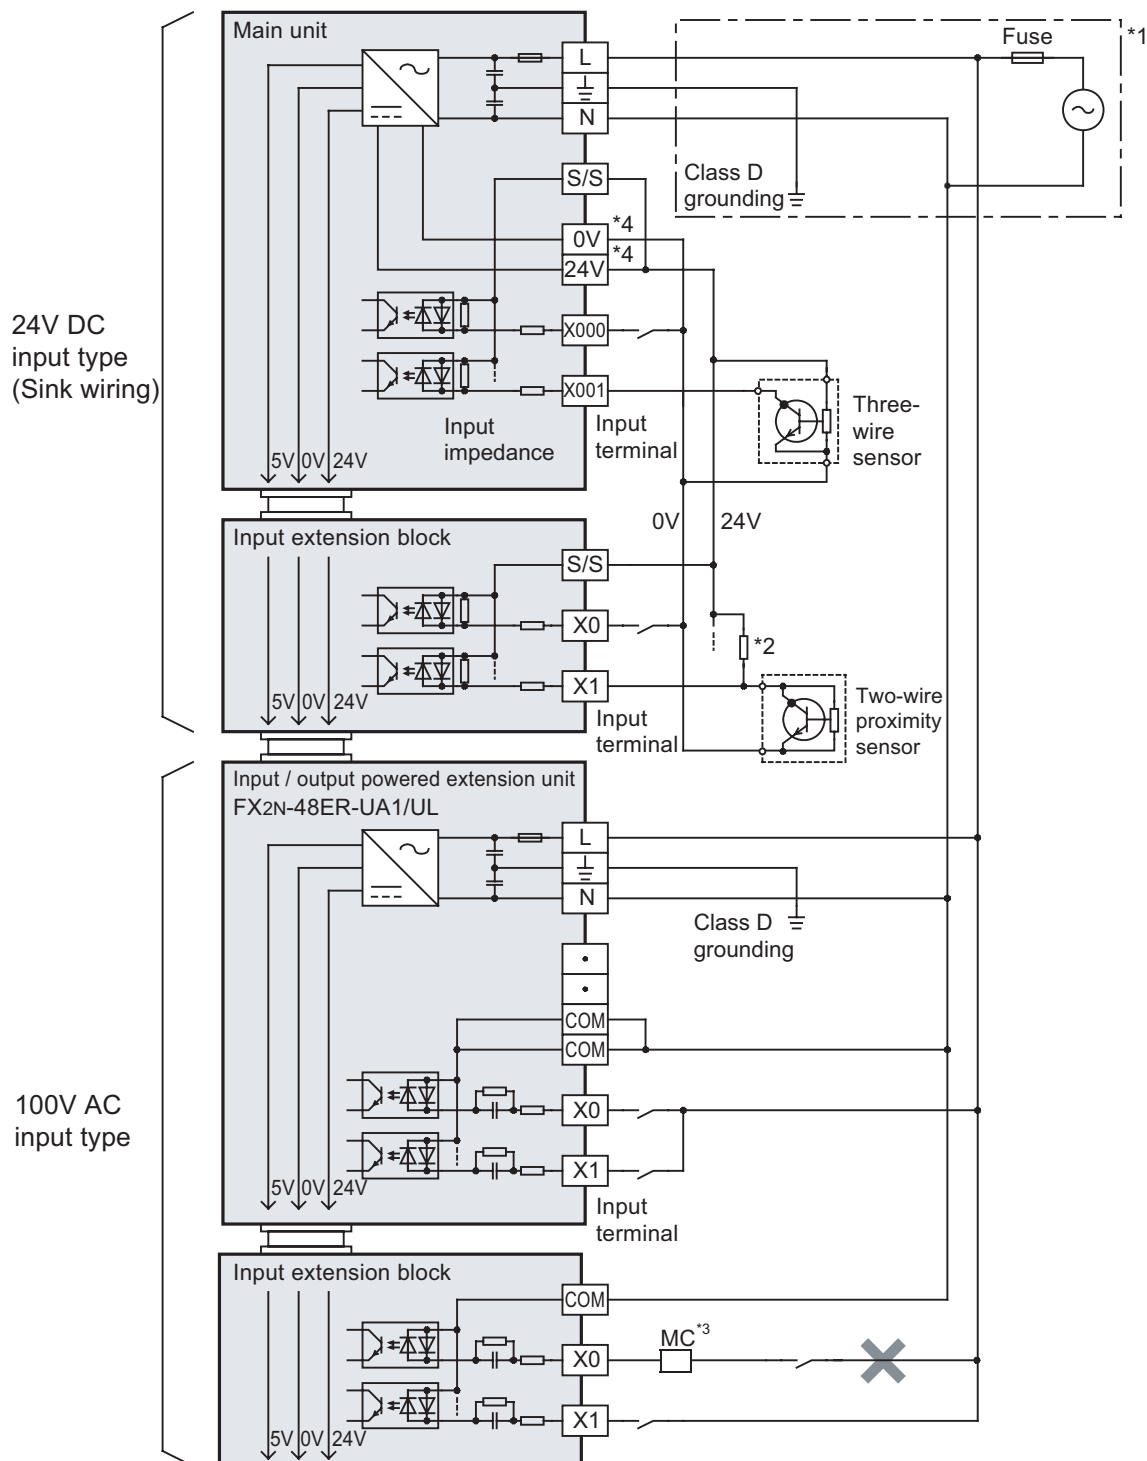 Main unit
Fuse
*1
L
N
Class D
grounding
S/S
0V
*4
24V
*4
X000
X001
24V DC
input type
(Sink wiring)
Input
impedance
Input
terminal
Three-
wire
sensor
5V 0V 24V
0V 24V
Input extension block
S/S
X0
*2
X1
5V 0V 24V
Input
terminal
Two-wire
proximity
sensor
Input / output powered extension unit
FX2N-48ER-UA1/UL
L
N
Class D
grounding
•
•
COM
COM
100V AC
input type
X0
X1
5V 0V 24V
Input
terminal
Input extension block
COM
MC*3
X0
X1
5V 0V 24V